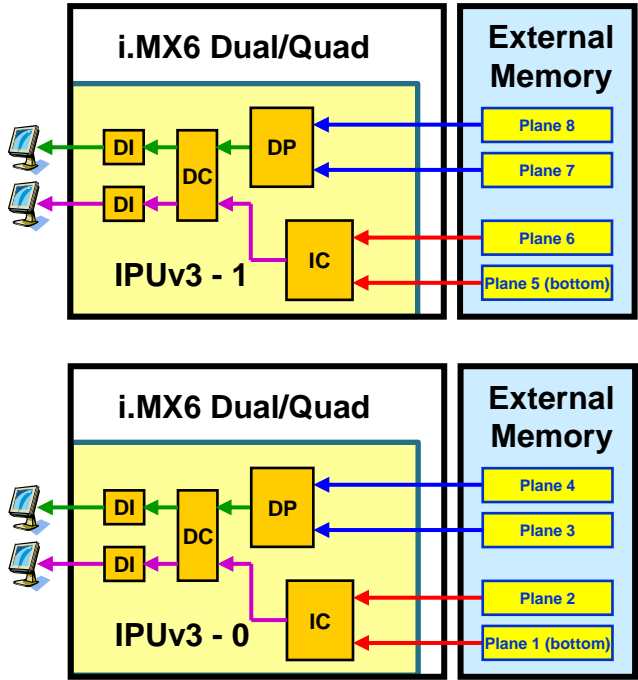 i.MX6 Dual/Quad
External
Memory
Plane 8
DI
DP
Plane 7
DC
DI
Plane 6
IC
IPUv3 - 1
Plane 5 (bottom)
i.MX6 Dual/Quad
External
Memory
Plane 4
DI
DP
Plane 3
DC
DI
Plane 2
IC
IPUv3 - 0
Plane 1 (bottom)